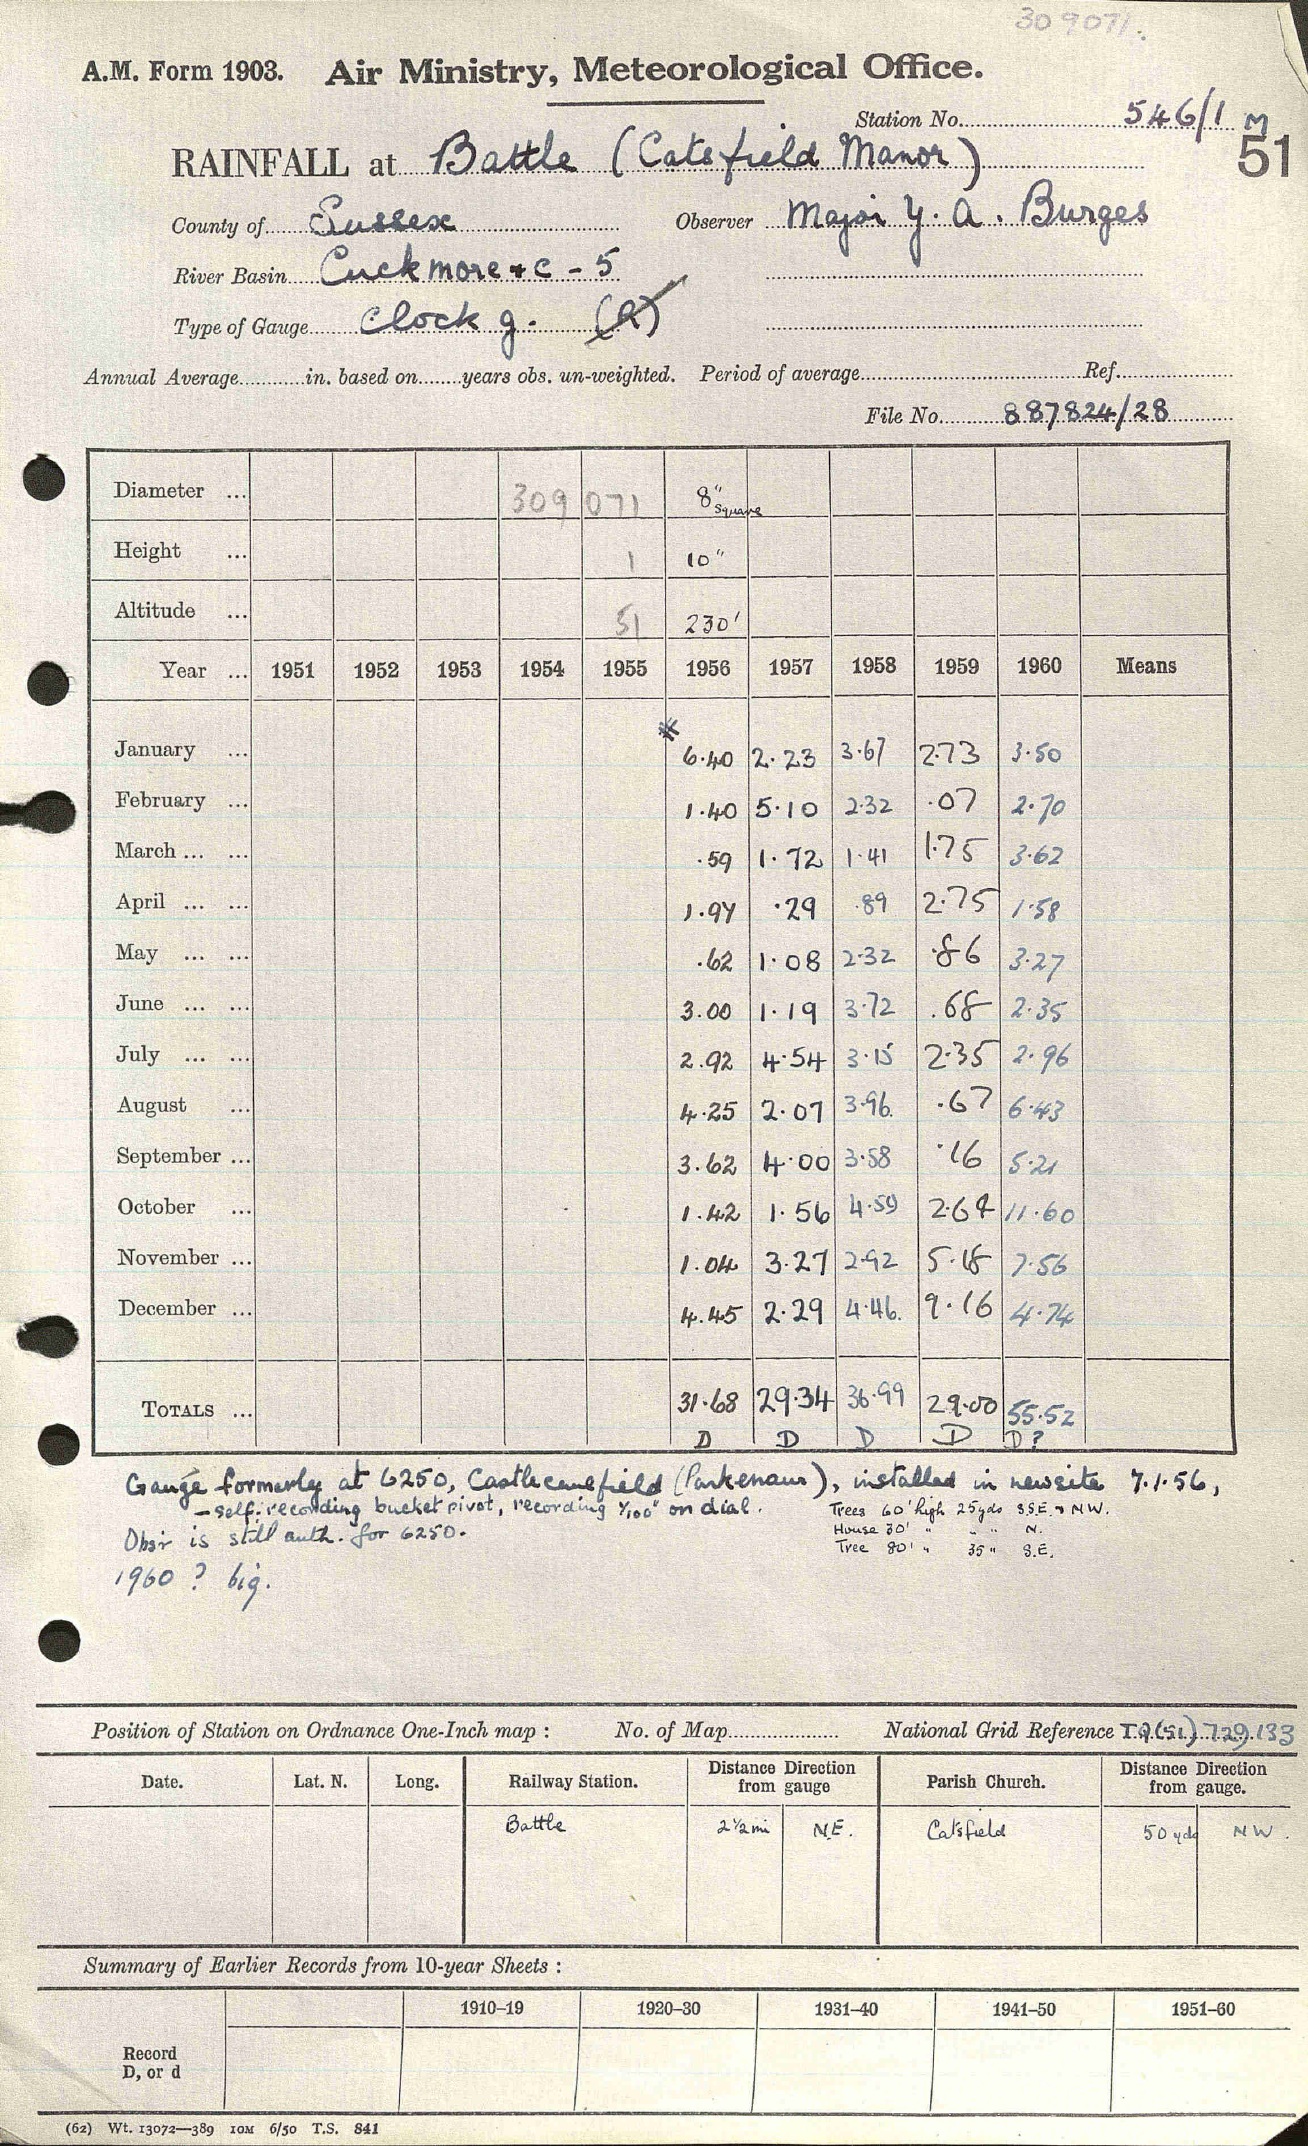 309071.
A.M. Form 1903. Air Ministry, Meteorological Office.
Station No. 546/1 M
51
RAINFALL at Battle (Catsfield Manor)
County of Sussex Observer Major Y. A. Burges
River Basin Cuckmore + c - 5
Type of Gauge Clock g. (R)
Annual Average............in. based on........years obs. un-weighted. Period of average............Ref............
File No. 887824/28
Diameter ... 309 071 8" Square
Height ... 1 10"
Altitude ... 51 230'
Year ... 1951 1952 1953 1954 1955 1956 1957 1958 1959 1960 Means
January ... * 6.40 2.23 3.67 2.73 3.50
February ... 1.40 5.10 2.32 .07 2.70
March ... ... .59 1.72 1.41 1.75 3.62
April ... ... 1.97 .29 .89 2.75 1.58
May ... ... .62 1.08 2.32 .86 3.27
June ... ... 3.00 1.19 3.72 .68 2.35
July ... ... 2.92 4.54 3.15 2.35 2.96
August ... 4.25 2.07 3.96. .67 6.43
September ... 3.62 4.00 3.58 .16 5.21
October ... 1.42 1.56 4.59 2.64 11.60
November ... 1.04 3.27 2.92 5.18 7.56
December ... 4.45 2.29 4.46. 9.16 4.74
TOTALS ... 31.68 29.34 36.99 29.00 55.52
D D D D D?
Gauge formerly at 6250, Castlecaulfield (Parkenaur), installed in new site 7.1.56,
- self-recording bucket pivot, recording 1/100" on dial. Trees 60' high 25yds S.S.E. & NW.
House 30' " " " N.
Obs'r is still auth. for 6250. Tree 80' " 35 " S.E.
1960 ? big.
Position of Station on Ordnance One-Inch map : No. of Map............ National Grid Reference TQ(51) 729.133
Date. Lat. N. Long. Railway Station. Distance Direction from gauge Parish Church. Distance Direction from gauge.
Battle 2½mi N.E. Catsfield 50 yds NW.
Summary of Earlier Records from 10-year Sheets :
1910–19 1920–30 1931–40 1941–50 1951–60
Record
D, or d
(62) Wt. 13072—389 10M 6/50 T.S. 841